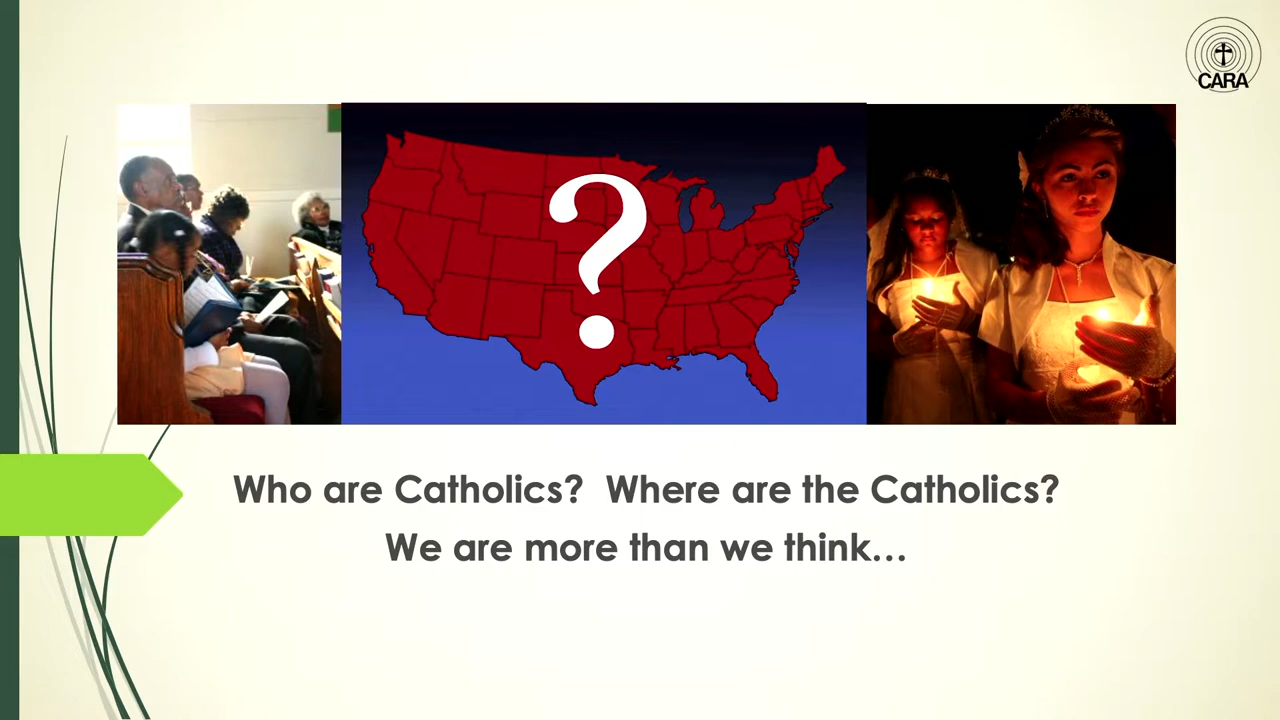 CARA
?
Who are Catholics?  Where are the Catholics?
We are more than we think...